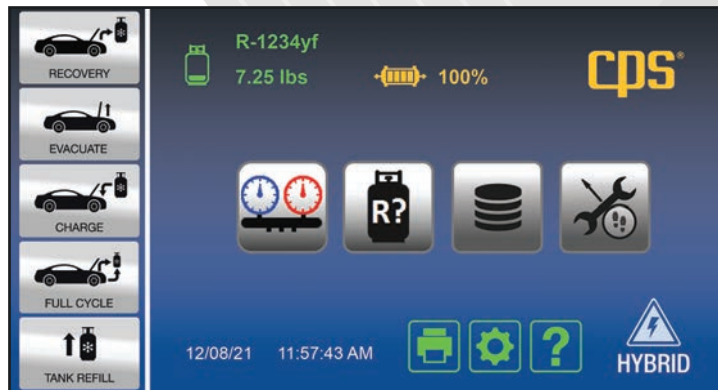 RECOVERY
EVACUATE
CHARGE
FULL CYCLE
TANK REFILL
R-1234yf
7.25 lbs
100%
cps®
R?
12/08/21 11:57:43 AM
?
HYBRID